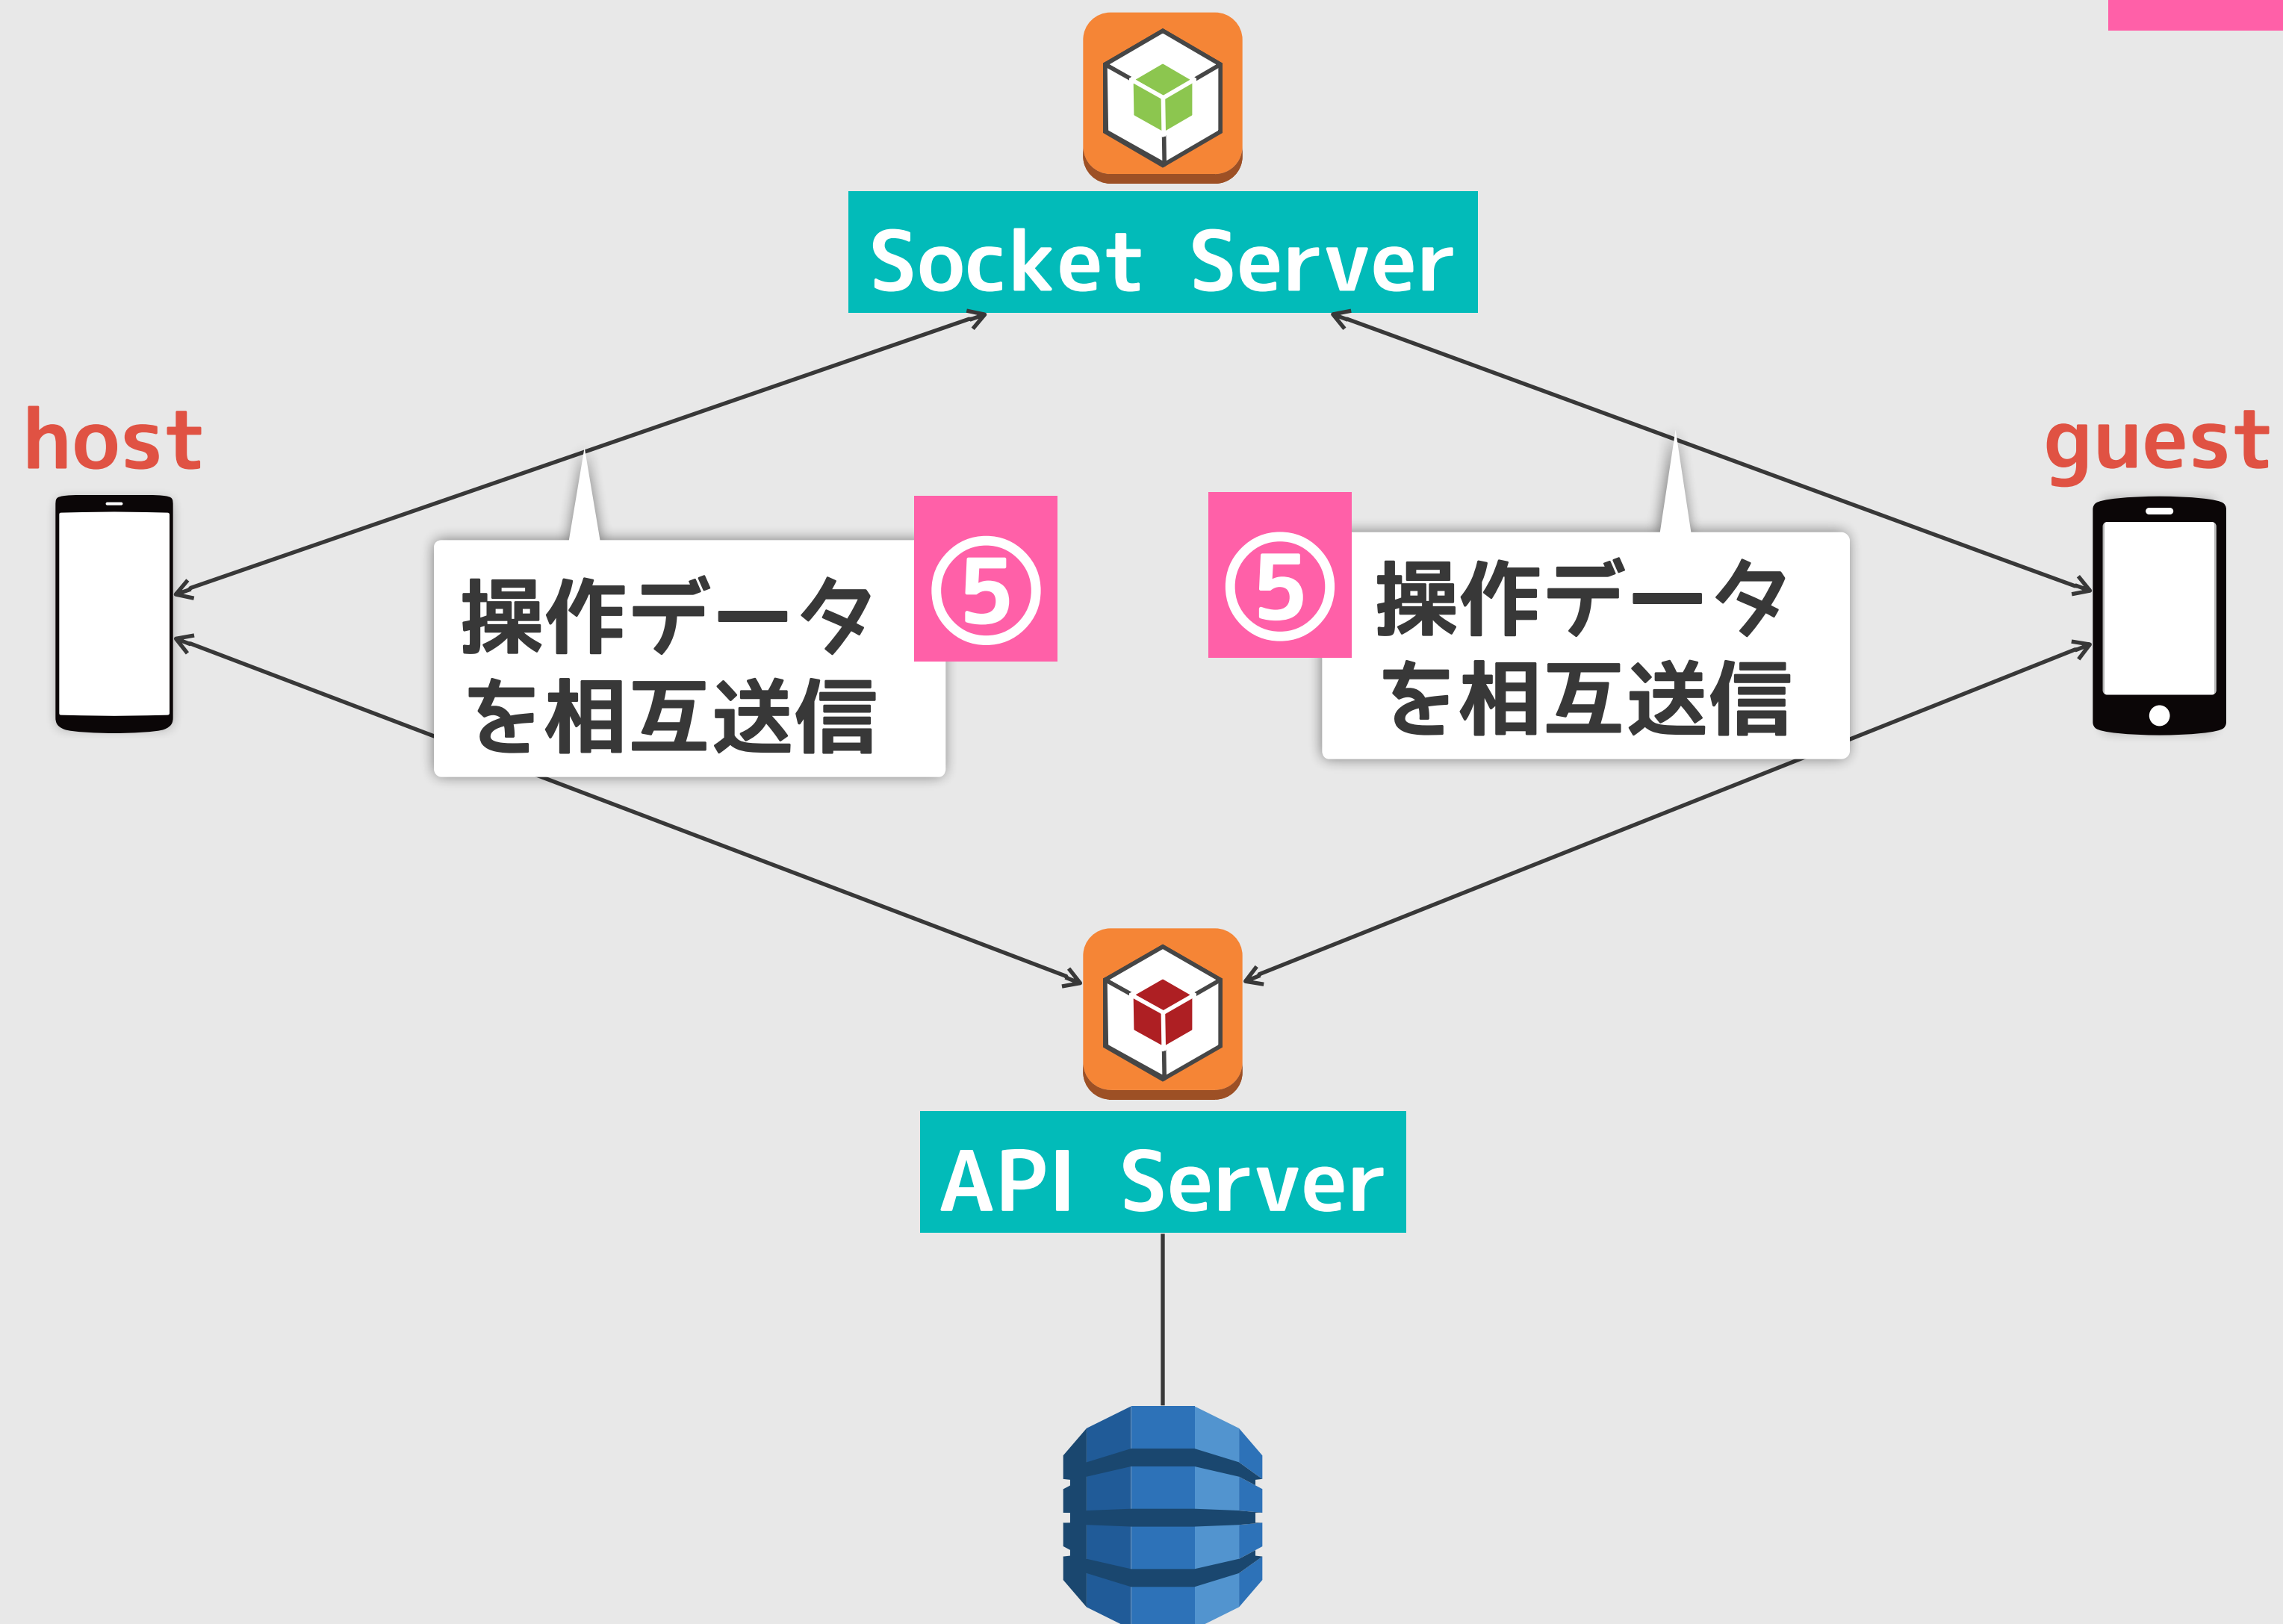 Socket Server
host
guest
操作データ
を相互送信
⑤
⑤
操作データ
を相互送信
API Server